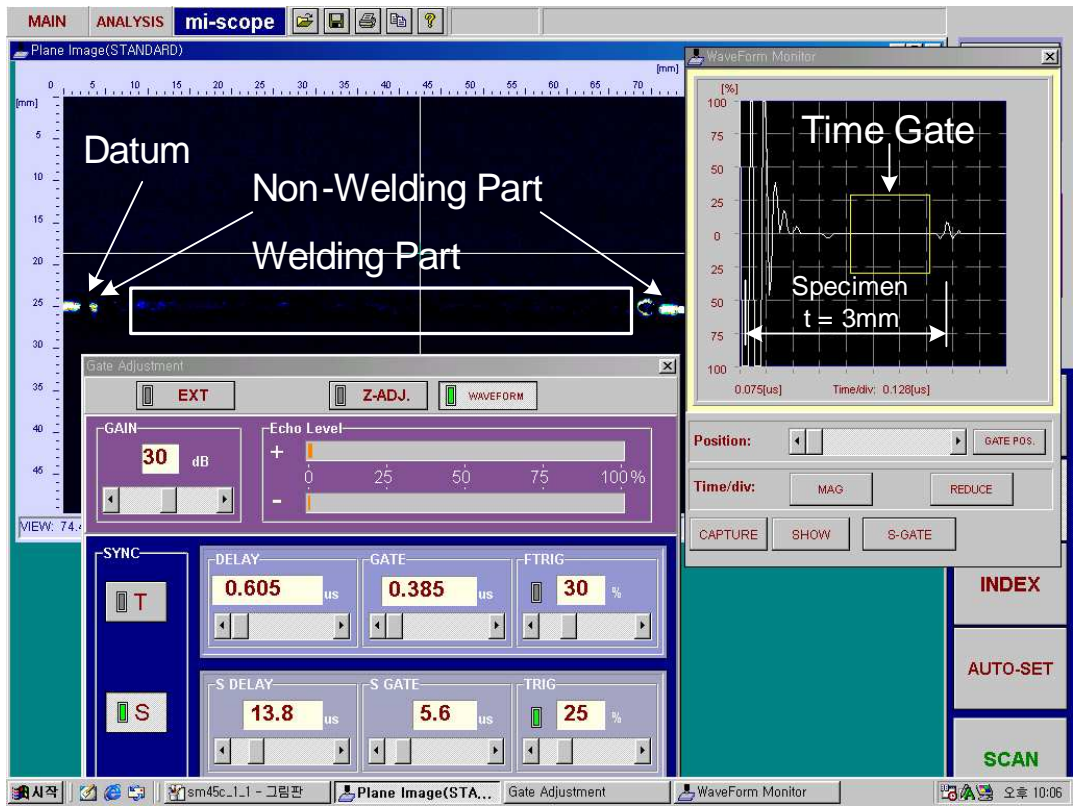 MAIN ANALYSIS mi-scope
Plane Image(STANDARD)
[mm]
0 5 10 15 20 25 30 35 40 45 50 55 60 65 70
[mm]
5
10
15
20
25
30
35
40
45
Datum
Non-Welding Part
Welding Part
WaveForm Monitor
[%]
100
75
50
25
0
25
50
75
100
Time Gate
Specimen
t = 3mm
0.075[us] Time/div: 0.128[us]
Position: GATE POS.
Time/div: MAG REDUCE
CAPTURE SHOW S-GATE
Gate Adjustment
EXT Z-ADJ. WAVEFORM
GAIN
30 dB
Echo Level
+
0 25 50 75 100 %
-
VIEW: 74.
SYNC
T
S
DELAY GATE FTRIG
0.605 us 0.385 us 30 %
S DELAY S GATE TRIG
13.8 us 5.6 us 25 %
INDEX
AUTO-SET
SCAN
시작 sm45c_1_1 - 그림판 Plane Image(STA... Gate Adjustment WaveForm Monitor 오후 10:06